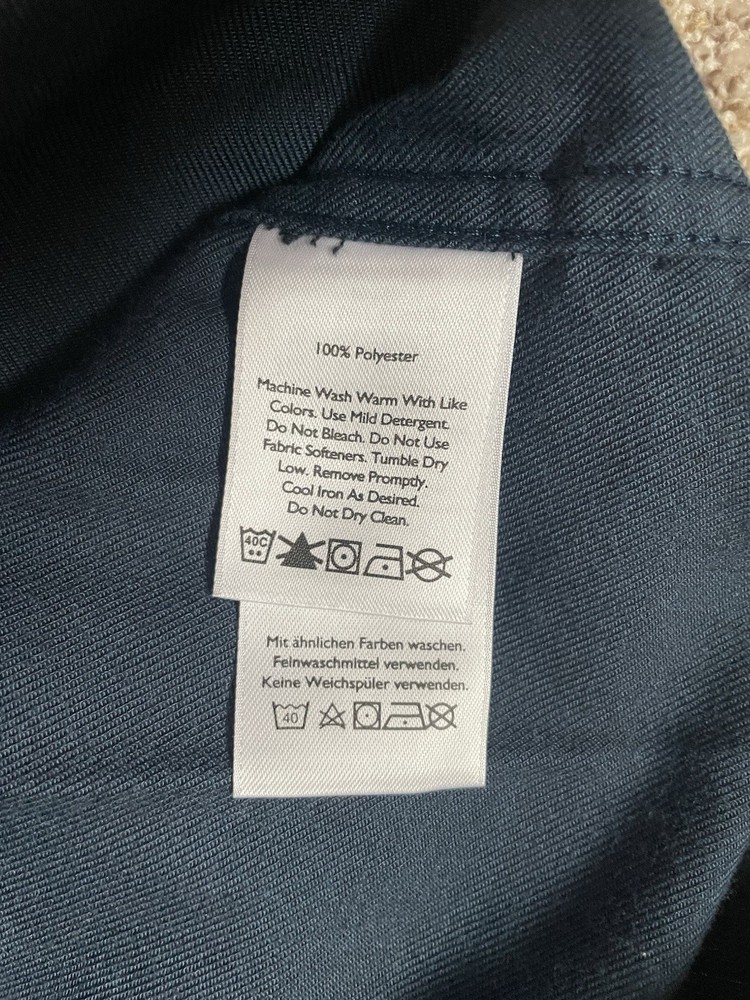 100% Polyester
Machine Wash Warm With Like
Colors. Use Mild Detergent.
Do Not Bleach. Do Not Use
Fabric Softeners. Tumble Dry
Low. Remove Promptly.
Cool Iron As Desired.
Do Not Dry Clean.
40C
Mit ähnlichen Farben waschen.
Feinwaschmittel verwenden.
Keine Weichspüler verwenden.
40